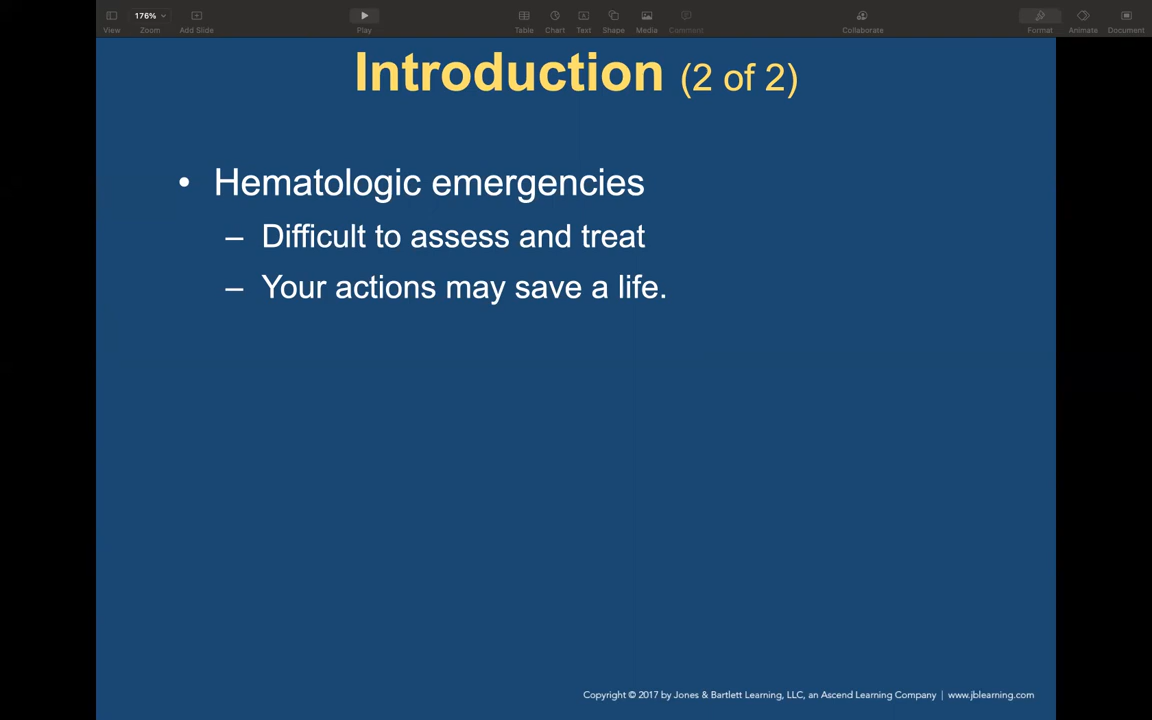 176%
View
Zoom
Add Slide
Play
Table
Chart
Text
Shape
Media
Comment
Collaborate
Format
Animate
Document
Introduction (2 of 2)
• Hematologic emergencies
– Difficult to assess and treat
– Your actions may save a life.
Copyright © 2017 by Jones & Bartlett Learning, LLC, an Ascend Learning Company | www.jblearning.com